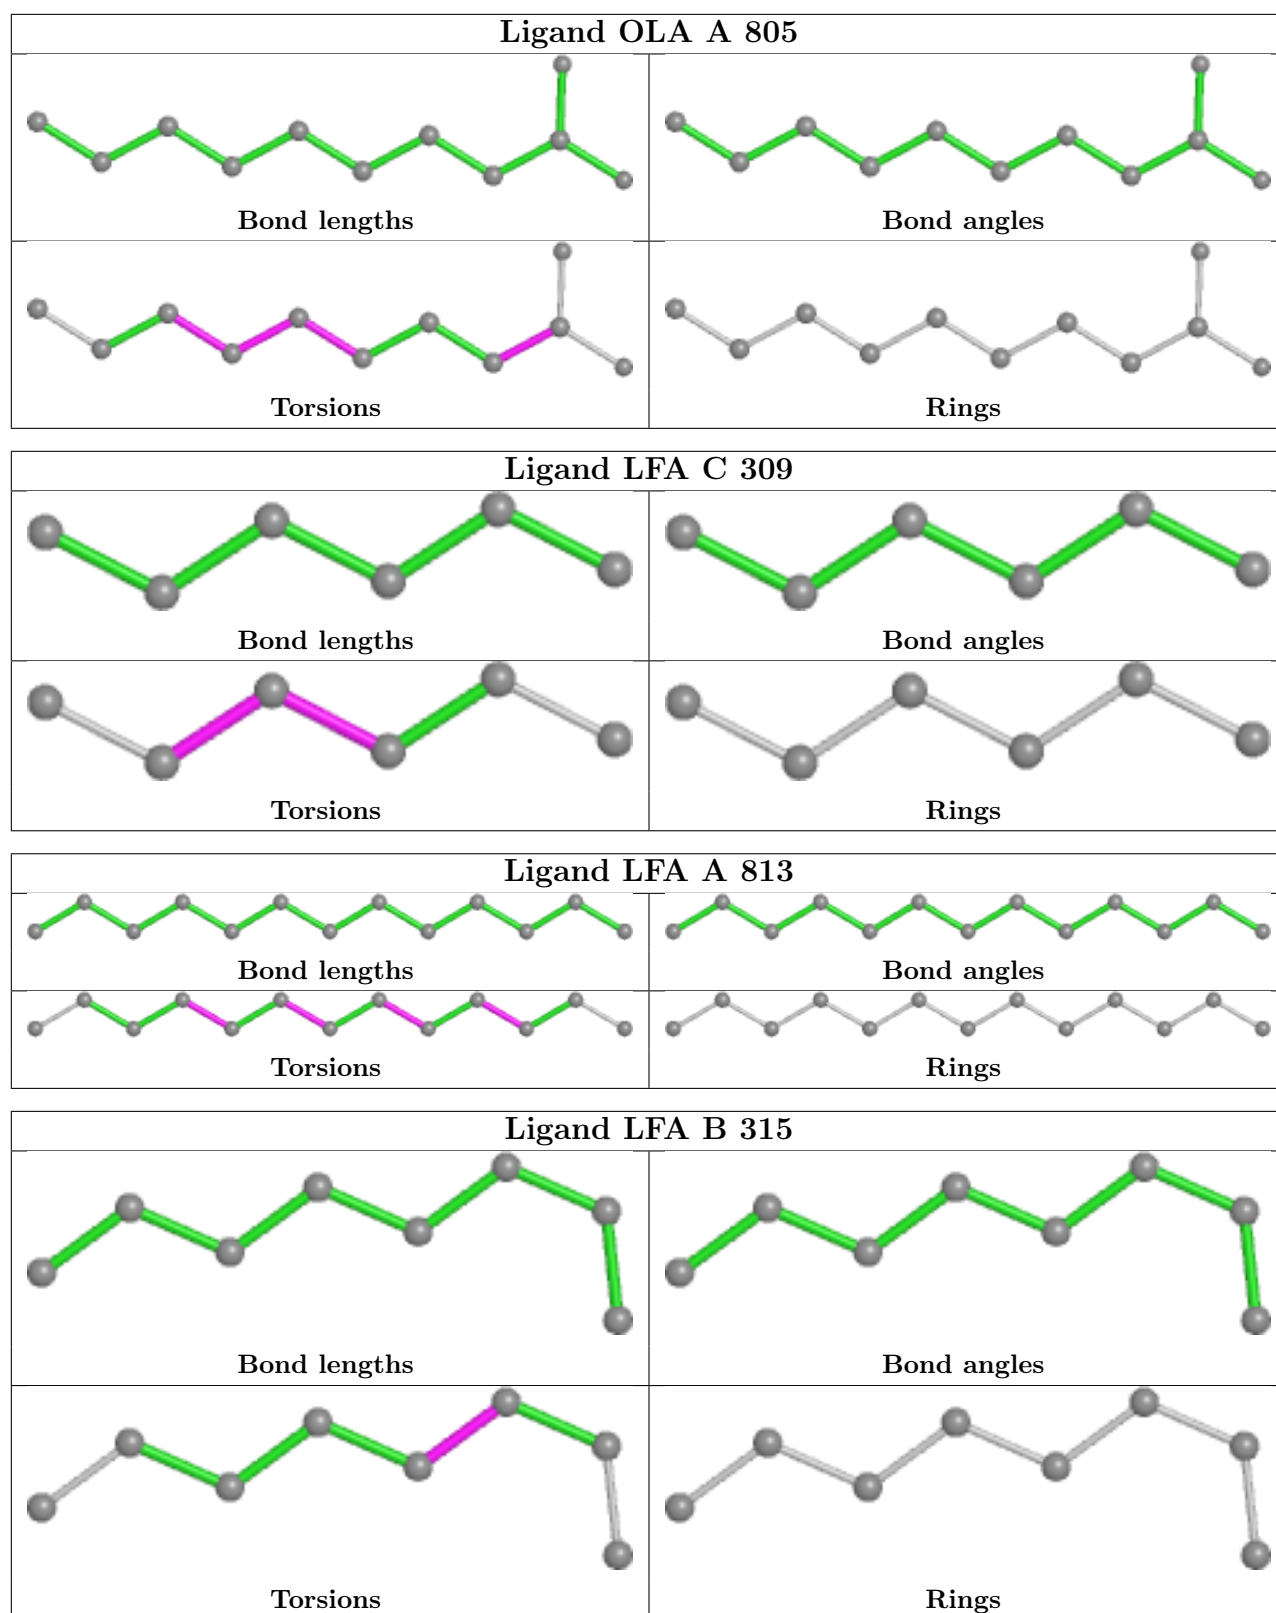 Ligand OLA A 805
Bond lengths
Bond angles
Torsions
Rings
Ligand LFA C 309
Bond lengths
Bond angles
Torsions
Rings
Ligand LFA A 813
Bond lengths
Bond angles
Torsions
Rings
Ligand LFA B 315
Bond lengths
Bond angles
Torsions
Rings